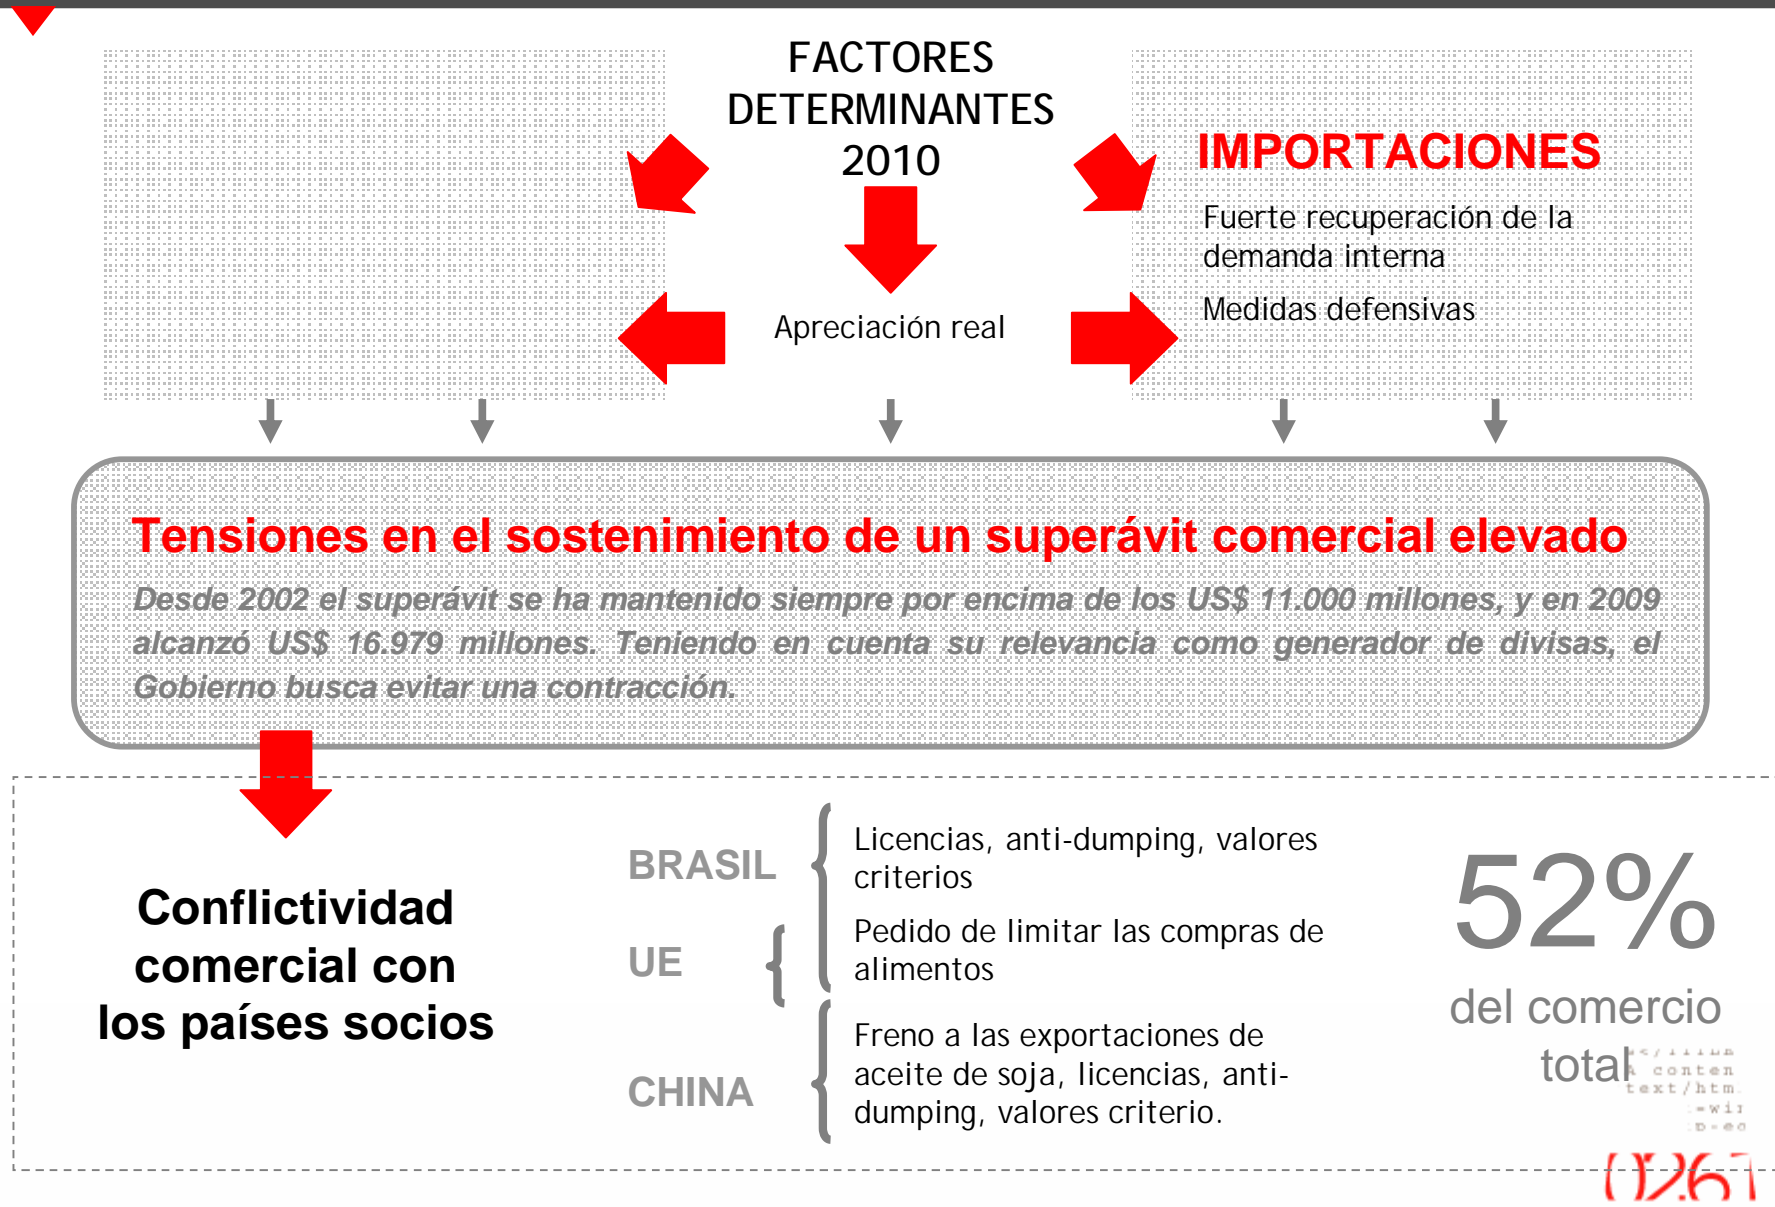 FACTORES
DETERMINANTES
2010
IMPORTACIONES
Fuerte recuperación de la
demanda interna
Medidas defensivas
Apreciación real
Tensiones en el sostenimiento de un superávit comercial elevado
Desde 2002 el superávit se ha mantenido siempre por encima de los US$ 11.000 millones, y en 2009
alcanzó US$ 16.979 millones. Teniendo en cuenta su relevancia como generador de divisas, el
Gobierno busca evitar una contracción.
Conflictividad
comercial con
los países socios
BRASIL
Licencias, anti-dumping, valores
criterios
UE
Pedido de limitar las compras de
alimentos
CHINA
Freno a las exportaciones de
aceite de soja, licencias, anti-
dumping, valores criterio.
52%
del comercio
total
A conten
text/htm